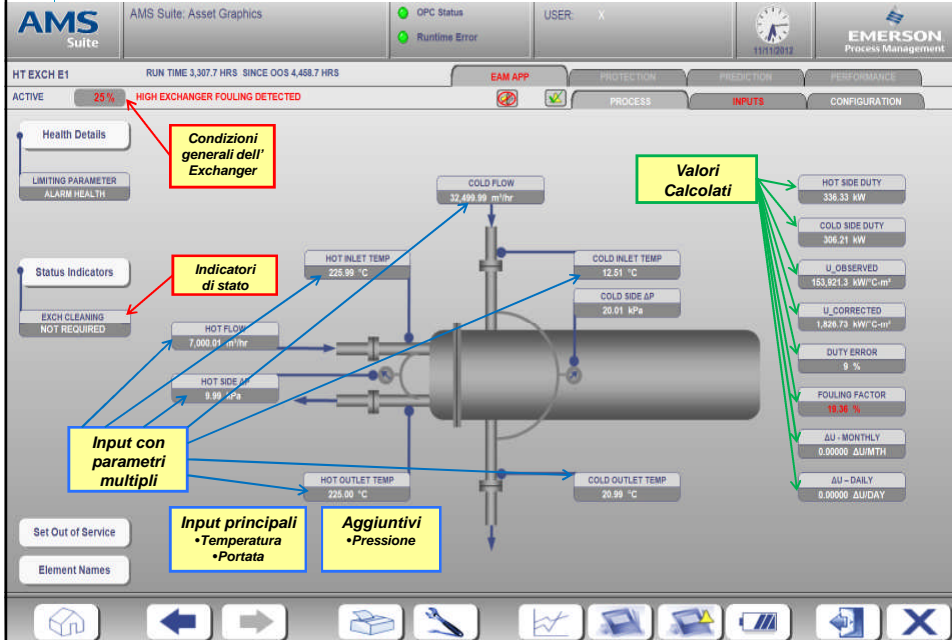 AMS
Suite
AMS Suite: Asset Graphics
OPC Status
Runtime Error
USER: X
11/11/2012
EMERSON
Process Management
HT EXCH E1
RUN TIME 3,307.7 HRS SINCE OOS 4,458.7 HRS
EAM APP
PROTECTION
PREDICTION
PERFORMANCE
ACTIVE
25 %
HIGH EXCHANGER FOULING DETECTED
PROCESS
INPUTS
CONFIGURATION
Health Details
LIMITING PARAMETER
ALARM HEALTH
Condizioni
generali dell'
Exchanger
Status Indicators
EXCH CLEANING
NOT REQUIRED
Indicatori
di stato
COLD FLOW
32,499.99 m³/hr
HOT INLET TEMP
225.99 °C
COLD INLET TEMP
12.51 °C
COLD SIDE ΔP
20.01 kPa
HOT FLOW
7,000.01 m³/hr
HOT SIDE ΔP
9.99 kPa
HOT OUTLET TEMP
225.00 °C
COLD OUTLET TEMP
20.99 °C
Input con
parametri
multipli
Input principali
•Temperatura
•Portata
Aggiuntivi
•Pressione
Valori
Calcolati
HOT SIDE DUTY
336.33 kW
COLD SIDE DUTY
306.21 kW
U_OBSERVED
153,921.3 kW/°C-m²
U_CORRECTED
1,826.73 kW/°C-m²
DUTY ERROR
9 %
FOULING FACTOR
19.36 %
ΔU - MONTHLY
0.00000 ΔU/MTH
ΔU – DAILY
0.00000 ΔU/DAY
Set Out of Service
Element Names